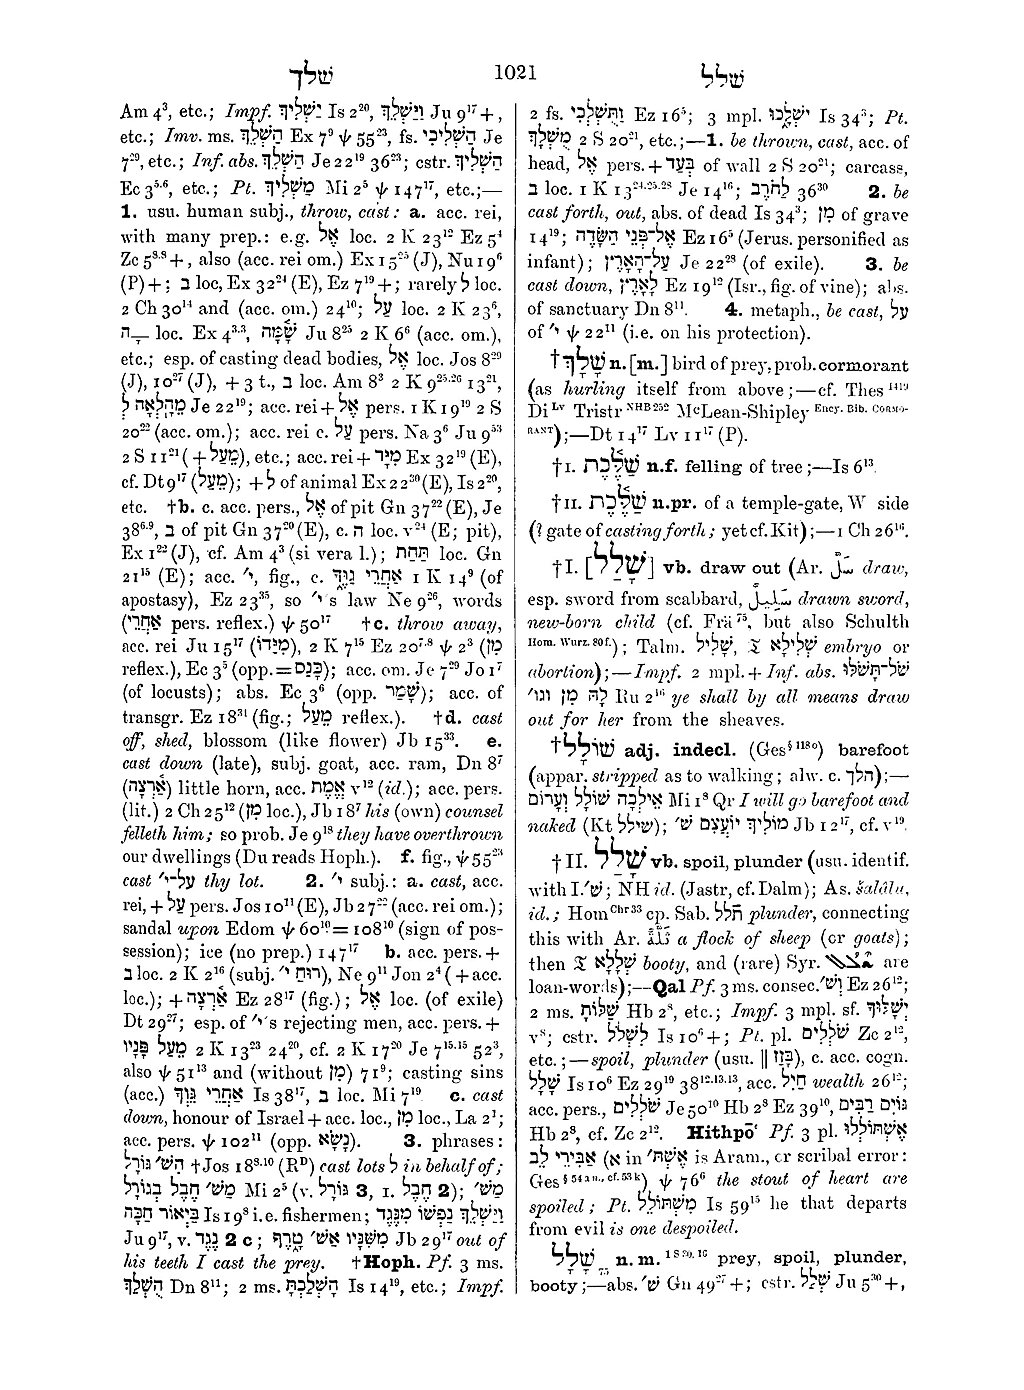 שלך 1021 שלל
Am 4³, etc.; Impf. יַשְׁלִיךְ Is 2²⁰, וַיַּשְׁלֵךְ Ju 9¹⁷ +,
etc.; Imv. ms. הַשְׁלֵךְ Ex 7⁹ ψ 55²³, fs. הַשְׁלִיכִי Je
7²⁹, etc.; Inf. abs. הַשְׁלֵךְ Je 22¹⁹ 36²³; cstr. הַשְׁלִיךְ
Ec 3⁵·⁶, etc.; Pt. מַשְׁלִיךְ Mi 2⁵ ψ 147¹⁷, etc.;—
1. usu. human subj., throw, cast: a. acc. rei,
with many prep.: e.g. אֶל loc. 2 K 23¹² Ez 5⁴
Zc 5⁸·⁸ +, also (acc. rei om.) Ex 15²⁵ (J), Nu 19⁶
(P) + ; ב loc, Ex 32²⁴ (E), Ez 7¹⁹ + ; rarely ל loc.
2 Ch 30¹⁴ and (acc. om.) 24¹⁰; עַל loc. 2 K 23⁶,
ה— loc. Ex 4³·³, שָׁמָּה Ju 8²⁵ 2 K 6⁶ (acc. om.),
etc.; esp. of casting dead bodies, אֶל loc. Jos 8²⁹
(J), 10²⁷ (J), + 3 t., ב loc. Am 8³ 2 K 9²⁵·²⁶ 13²¹,
מֵהָלְאָה לְ Je 22¹⁹; acc. rei + אֶל pers. 1 K 19¹⁹ 2 S
20²² (acc. om.); acc. rei c. עַל pers. Na 3⁶ Ju 9⁵³
2 S 11²¹ ( + מֵעַל), etc.; acc. rei + מִיַּד Ex 32¹⁹ (E),
cf. Dt 9¹⁷ (מֵעַל); + ל of animal Ex 22³⁰ (E), Is 2²⁰,
etc. †b. c. acc. pers., אֶל of pit Gn 37²² (E), Je
38⁶·⁹, ב of pit Gn 37²⁰ (E), c. ה loc. v²⁴ (E; pit),
Ex 1²² (J), cf. Am 4³ (si vera l.); תַּחַת loc. Gn
21¹⁵ (E); acc. י׳, fig., c. אַחֲרֵי גַוֶּךָ 1 K 14⁹ (of
apostasy), Ez 23³⁵, so י׳'s law Ne 9²⁶, words
(אַחֲרֵי pers. reflex.) ψ 50¹⁷ †c. throw away,
acc. rei Ju 15¹⁷ (מִיָּדוֹ), 2 K 7¹⁵ Ez 20⁷·⁸ ψ 2³ (מִן
reflex.), Ec 3⁵ (opp. = כָּנַס); acc. om. Je 7²⁹ Jo 1⁷
(of locusts); abs. Ec 3⁶ (opp. שָׁמַר); acc. of
transgr. Ez 18³¹ (fig.; מֵעַל reflex.). †d. cast
off, shed, blossom (like flower) Jb 15³³. e.
cast down (late), subj. goat, acc. ram, Dn 8⁷
(אַרְצָה) little horn, acc. אֱמֶת v¹² (id.); acc. pers.
(lit.) 2 Ch 25¹² (מִן loc.), Jb 18⁷ his (own) counsel
felleth him; so prob. Je 9¹⁸ they have overthrown
our dwellings (Du reads Hoph.). f. fig., ψ 55²³
cast עַל־י׳ thy lot. 2. י׳ subj.: a. cast, acc.
rei, + עַל pers. Jos 10¹¹ (E), Jb 27²² (acc. rei om.);
sandal upon Edom ψ 60¹⁰ = 108¹⁰ (sign of pos-
session); ice (no prep.) 147¹⁷ b. acc. pers. +
ב loc. 2 K 2¹⁶ (subj. רוּחַ י׳), Ne 9¹¹ Jon 2⁴ ( + acc.
loc.); + אַרְצָה Ez 28¹⁷ (fig.); אֶל loc. (of exile)
Dt 29²⁷; esp. of י׳'s rejecting men, acc. pers. +
מֵעַל פָּנָיו 2 K 13²³ 24²⁰, cf. 2 K 17²⁰ Je 7¹⁵·¹⁵ 52³,
also ψ 51¹³ and (without מִן) 71⁹; casting sins
(acc.) אַחֲרֵי גֵּוְךָ Is 38¹⁷, ב loc. Mi 7¹⁹. c. cast
down, honour of Israel + acc. loc., מִן loc., La 2¹;
acc. pers. ψ 102¹¹ (opp. נָשָׂא). 3. phrases:
הִשׁ׳ גּוֹרָל †Jos 18⁸·¹⁰ (Rᴰ) cast lots ל in behalf of;
מַשׁ׳ חֶבֶל בְּגוֹרָל Mi 2⁵ (v. גּוֹרָל 3, 1. חֶבֶל 2); מַשׁ׳
בַּיְאוֹר חַכָּה Is 19⁸ i.e. fishermen; וַיַּשְׁלֵךְ נַפְשׁוֹ מִנֶּגֶד
Ju 9¹⁷, v. נֶגֶד 2 c; מִשִּׁנָּיו אַשׁ׳ טָרֶף Jb 29¹⁷ out of
his teeth I cast the prey. †Hoph. Pf. 3 ms.
הֻשְׁלַךְ Dn 8¹¹; 2 ms. הָשְׁלַכְתָּ Is 14¹⁹, etc.; Impf.
2 fs. וַתֻּשְׁלְכִי Ez 16⁵; 3 mpl. יֻשְׁלְכוּ Is 34³; Pt.
מֻשְׁלָךְ 2 S 20²¹, etc.;—1. be thrown, cast, acc. of
head, אֶל pers. + בְּעַד of wall 2 S 20²¹; carcass,
ב loc. 1 K 13²⁴·²⁵·²⁸ Je 14¹⁶; לַחֹרֶב 36³⁰ 2. be
cast forth, out, abs. of dead Is 34³; מִן of grave
14¹⁹; אֶל־פְּנֵי הַשָּׂדֶה Ez 16⁵ (Jerus. personified as
infant); עַל־הָאָרֶץ Je 22²⁸ (of exile). 3. be
cast down, לָאָרֶץ Ez 19¹² (Isr., fig. of vine); abs.
of sanctuary Dn 8¹¹. 4. metaph., be cast, עַל
of י׳ ψ 22¹¹ (i.e. on his protection).
†שָׁלָךְ n.[m.] bird of prey, prob. cormorant
(as hurling itself from above;—cf. Thes ¹⁴¹⁹
Di ᴸᵛ Tristr ᴺᴴᴮ ²⁵² McLean-Shipley Ency. Bib. Cormo-
rant);—Dt 14¹⁷ Lv 11¹⁷ (P).
†I. שַׁלֶּכֶת n.f. felling of tree;—Is 6¹³.
†II. שַׁלֶּכֶת n.pr. of a temple-gate, W side
(? gate of casting forth; yet cf. Kit);—1 Ch 26¹⁶.
†I. [שָׁלַל] vb. draw out (Ar. سَلَّ draw,
esp. sword from scabbard, سَلِيلٌ drawn sword,
new-born child (cf. Frä ⁷⁵, but also Schulth
Hom. Wurz. 80f.); Talm. שְׁלִיל, 𝔗 שְׁלִילָא embryo or
abortion);—Impf. 2 mpl. + Inf. abs. שֹׁל־תָּשֹׁלּוּ
לָהּ מִן וגו׳ Ru 2¹⁶ ye shall by all means draw
out for her from the sheaves.
†שׁוֹלָל adj. indecl. (Ges § 118 o) barefoot
(appar. stripped as to walking; alw. c. הלך);—
אֵילְכָה שׁוֹלָל וְעָרוֹם Mi 1⁸ Qr I will go barefoot and
naked (Kt שׁילל); מוֹלִיךְ יוֹעֲצִים שׁ׳ Jb 12¹⁷, cf. v¹⁹.
†II. שָׁלַל vb. spoil, plunder (usu. identif.
with I. שׁ׳; NH id. (Jastr, cf. Dalm); As. šalâlu,
id.; Hom Chr 33 cp. Sab. תֿלל plunder, connecting
this with Ar. ثَلَّةٌ a flock of sheep (or goats);
then 𝔗 שְׁלָלָא booty, and (rare) Syr. are
loan-words);—Qal Pf. 3 ms. consec. וְשׁ׳ Ez 26¹²;
2 ms. שַׁלּוֹתָ Hb 2⁸, etc.; Impf. 3 mpl. sf. יְשָׁלּוּךָ
v⁸; cstr. לִשְׁלֹל Is 10⁶ + ; Pt. pl. שֹׁלְלִים Zc 2¹²,
etc.;—spoil, plunder (usu. ‖ בָּזַז), c. acc. cogn.
שָׁלָל Is 10⁶ Ez 29¹⁹ 38¹²·¹³·¹³, acc. חַיִל wealth 26¹²;
acc. pers., שֹׁלְלִים Je 50¹⁰ Hb 2⁸ Ez 39¹⁰, גּוֹיִם רַבִּים
Hb 2⁸, cf. Zc 2¹². Hithpōʿ Pf. 3 pl. אֶשְׁתּוֹלְלוּ
אַבִּירֵי לֵב (א in אֶשְׁתּ׳ is Aram., or scribal error:
Ges § 54 a n., cf. 53 k) ψ 76⁶ the stout of heart are
spoiled; Pt. מִשְׁתּוֹלֵל Is 59¹⁵ he that departs
from evil is one despoiled.
שָׁלָל ₇₅ n.m. ¹ ˢ ³⁰·¹⁶ prey, spoil, plunder,
booty;—abs. שׁ׳ Gn 49²⁷ + ; cstr. שְׁלַל Ju 5³⁰ +,